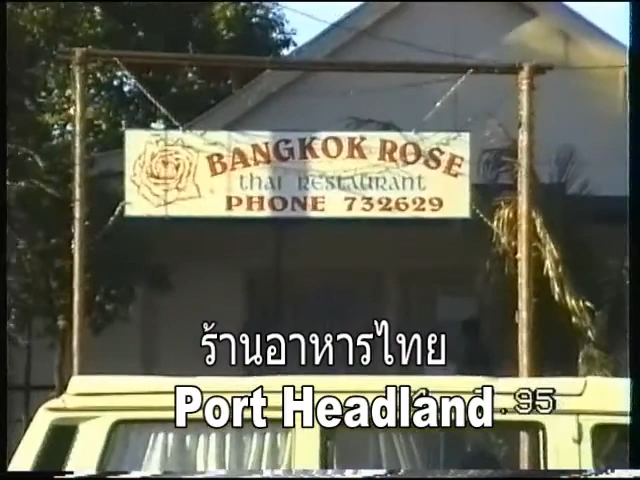 BANGKOK ROSE
thai RESTAURANT
PHONE 732629
ร้านอาหารไทย
Port Headland
.95